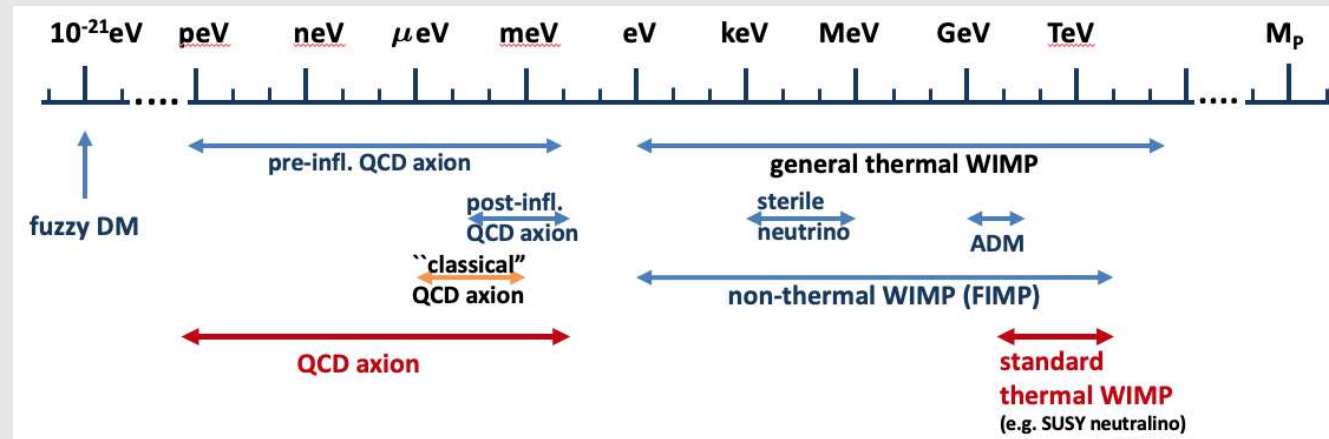 10⁻²¹eV peV neV μeV meV eV keV MeV GeV TeV Mₚ
.... ....
pre-infl. QCD axion
general thermal WIMP
fuzzy DM
post-infl.
QCD axion
sterile
neutrino
ADM
``classical”
QCD axion
non-thermal WIMP (FIMP)
QCD axion
standard
thermal WIMP
(e.g. SUSY neutralino)